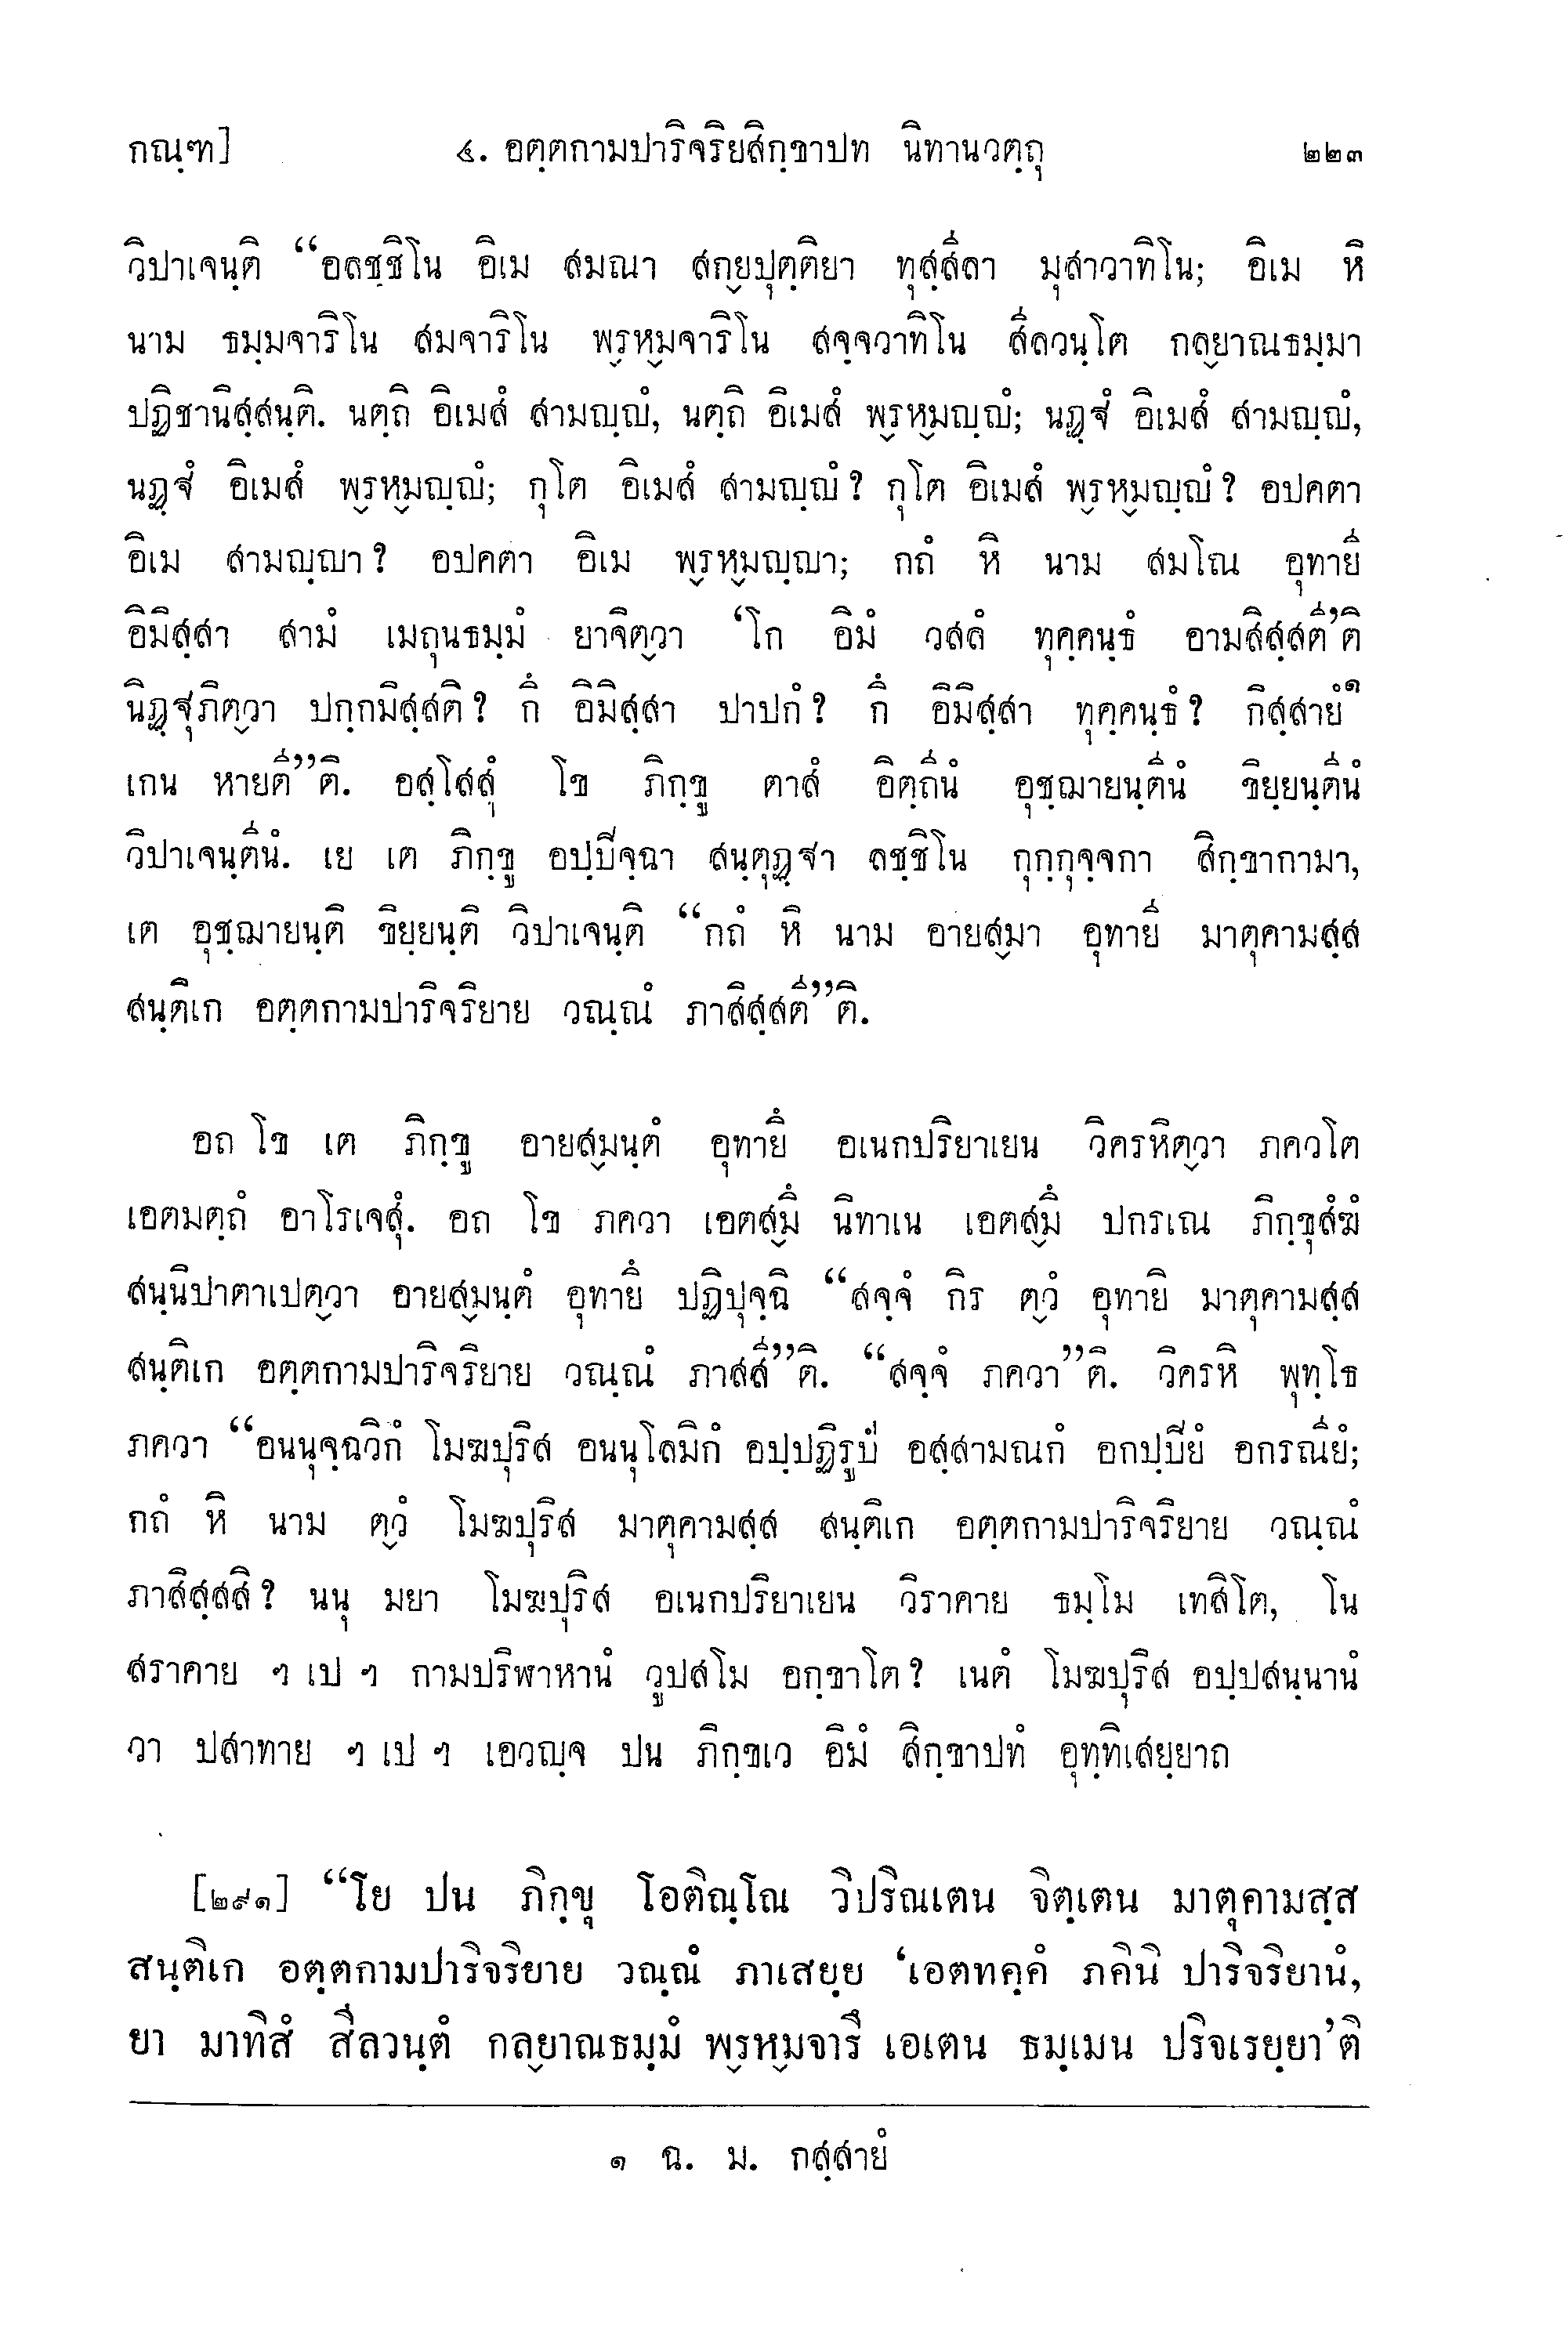 กณฺฑ] ๔. อตฺตกามปาริจริยสิกฺขาปท นิทานวตฺถุ ๒๒๓
วิปาเจนฺติ “อลชฺชิโน อิเม สมณา สกฺยปุตฺติยา ทุสฺสีลา มุสาวาทิโน; อิเม หิ
นาม ธมฺมจาริโน สมจาริโน พฺรหฺมจาริโน สจฺจวาทิโน สีลวนฺโต กลฺยาณธมฺมา
ปฏิชานิสฺสนฺติ. นตฺถิ อิเมสํ สามญฺญํ, นตฺถิ อิเมสํ พฺรหฺมญฺญํ; นฏฺฐํ อิเมสํ สามญฺญํ,
นฏฺฐํ อิเมสํ พฺรหฺมญฺญํ; กุโต อิเมสํ สามญฺญํ? กุโต อิเมสํ พฺรหฺมญฺญํ? อปคตา
อิเม สามญฺญา? อปคตา อิเม พฺรหฺมญฺญา; กถํ หิ นาม สมโณ อุทายี
อิมิสฺสา สามํ เมถุนธมฺมํ ยาจิตฺวา ‘โก อิมํ วสลํ ทุคฺคนฺธํ อามสิสฺสตี’ติ
นิฏฺฐุภิตฺวา ปกฺกมิสฺสติ? กึ อิมิสฺสา ปาปกํ? กึ อิมิสฺสา ทุคฺคนฺธํ? กิสฺสายํ๑
เกน หายตี”ติ. อสฺโสสุํ โข ภิกฺขู ตาสํ อิตฺถีนํ อุชฺฌายนฺตีนํ ขิยฺยนฺตีนํ
วิปาเจนฺตีนํ. เย เต ภิกฺขู อปฺปิจฺฉา สนฺตุฏฺฐา ลชฺชิโน กุกฺกุจฺจกา สิกฺขากามา,
เต อุชฺฌายนฺติ ขิยฺยนฺติ วิปาเจนฺติ “กถํ หิ นาม อายสฺมา อุทายี มาตุคามสฺส
สนฺติเก อตฺตกามปาริจริยาย วณฺณํ ภาสิสฺสตี”ติ.
อถ โข เต ภิกฺขู อายสฺมนฺตํ อุทายึ อเนกปริยาเยน วิครหิตฺวา ภควโต
เอตมตฺถํ อาโรเจสุํ. อถ โข ภควา เอตสฺมึ นิทาเน เอตสฺมึ ปกรเณ ภิกฺขุสํฆํ
สนฺนิปาตาเปตฺวา อายสฺมนฺตํ อุทายึ ปฏิปุจฺฉิ “สจฺจํ กิร ตฺวํ อุทายิ มาตุคามสฺส
สนฺติเก อตฺตกามปาริจริยาย วณฺณํ ภาสสี”ติ. “สจฺจํ ภควา”ติ. วิครหิ พุทฺโธ
ภควา “อนนุจฺฉวิกํ โมฆปุริส อนนุโลมิกํ อปฺปฏิรูปํ อสฺสามณกํ อกปฺปิยํ อกรณียํ;
กถํ หิ นาม ตฺวํ โมฆปุริส มาตุคามสฺส สนฺติเก อตฺตกามปาริจริยาย วณฺณํ
ภาสิสฺสสิ? นนุ มยา โมฆปุริส อเนกปริยาเยน วิราคาย ธมฺโม เทสิโต, โน
สราคาย ฯ เป ฯ กามปริฬาหานํ วูปสโม อกฺขาโต? เนตํ โมฆปุริส อปฺปสนฺนานํ
วา ปสาทาย ฯ เป ฯ เอวญฺจ ปน ภิกฺขเว อิมํ สิกฺขาปทํ อุทฺทิเสยฺยาถ
[๒๙๑] “โย ปน ภิกฺขุ โอติณฺโณ วิปริณเตน จิตฺเตน มาตุคามสฺส
สนฺติเก อตฺตกามปาริจริยาย วณฺณํ ภาเสยฺย ‘เอตทคฺคํ ภคินิ ปาริจริยานํ,
ยา มาทิสํ สีลวนฺตํ กลฺยาณธมฺมํ พฺรหฺมจารึ เอเตน ธมฺเมน ปริจเรยฺยา’ติ
๑ ฉ. ม. กสฺสายํ